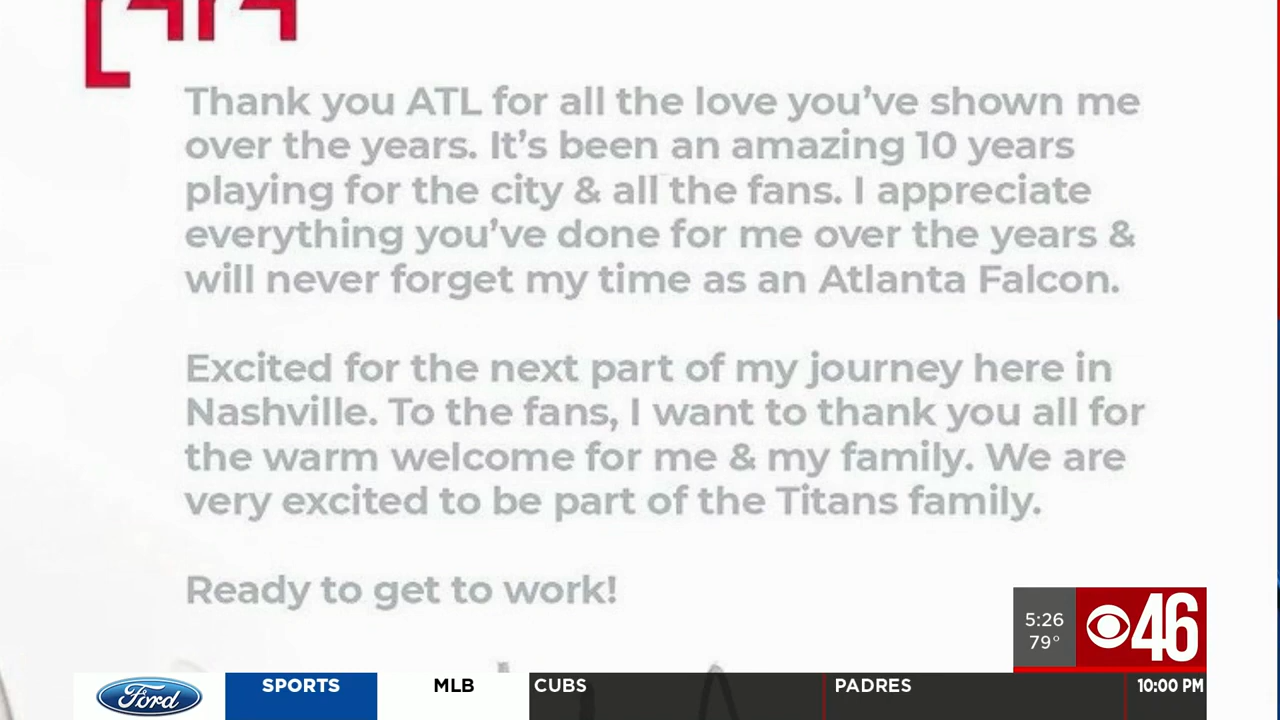 Thank you ATL for all the love you've shown me
over the years. It's been an amazing 10 years
playing for the city & all the fans. I appreciate
everything you've done for me over the years &
will never forget my time as an Atlanta Falcon.
Excited for the next part of my journey here in
Nashville. To the fans, I want to thank you all for
the warm welcome for me & my family. We are
very excited to be part of the Titans family.
Ready to get to work!
5:26
79°
46
Ford
SPORTS
MLB
CUBS
PADRES
10:00 PM